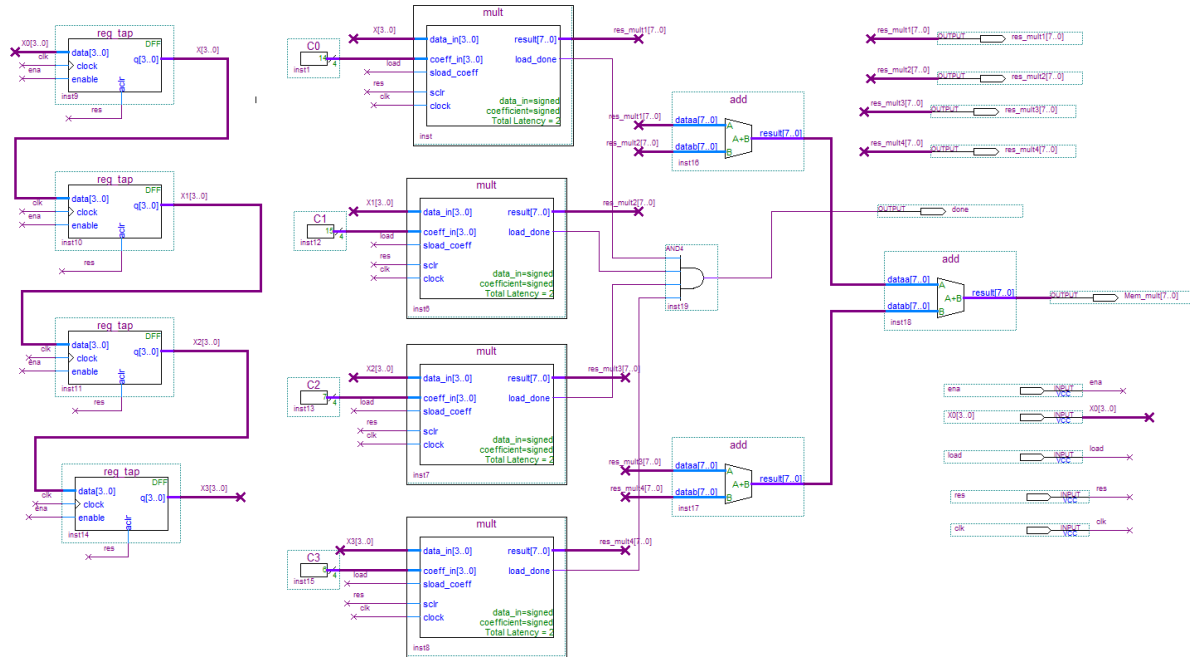 reg_tap
DFF
X0[3..0]
data[3..0]
q[3..0]
X[3..0]
clk
clock
ena
enable
aclr
inst9
res
reg_tap
DFF
data[3..0]
q[3..0]
X1[3..0]
clk
clock
ena
enable
aclr
inst10
res
reg_tap
DFF
data[3..0]
q[3..0]
X2[3..0]
clk
clock
ena
enable
aclr
inst11
res
reg_tap
DFF
data[3..0]
q[3..0]
X3[3..0]
clk
clock
ena
enable
aclr
inst14
res
C0
14
4
inst1
mult
X[3..0]
data_in[3..0]
result[7..0]
res_mult1[7..0]
coeff_in[3..0]
load_done
load
sload_coeff
res
sclr
clk
clock
data_in=signed
coefficient=signed
Total Latency = 2
inst
C1
15
4
inst12
mult
X1[3..0]
data_in[3..0]
result[7..0]
res_mult2[7..0]
coeff_in[3..0]
load_done
load
sload_coeff
res
sclr
clk
clock
data_in=signed
coefficient=signed
Total Latency = 2
inst6
C2
7
4
inst13
mult
X2[3..0]
data_in[3..0]
result[7..0]
res_mult3[7..0]
coeff_in[3..0]
load_done
load
sload_coeff
res
sclr
clk
clock
data_in=signed
coefficient=signed
Total Latency = 2
inst7
C3
4
inst15
mult
X3[3..0]
data_in[3..0]
result[7..0]
res_mult4[7..0]
coeff_in[3..0]
load_done
load
sload_coeff
res
sclr
clk
clock
data_in=signed
coefficient=signed
Total Latency = 2
inst8
add
res_mult1[7..0]
dataa[7..0]
A
A+B
result[7..0]
res_mult2[7..0]
datab[7..0]
B
inst16
AND4
inst19
add
res_mult3[7..0]
dataa[7..0]
A
A+B
result[7..0]
res_mult4[7..0]
datab[7..0]
B
inst17
res_mult1[7..0]
OUTPUT
res_mult1[7..0]
res_mult2[7..0]
OUTPUT
res_mult2[7..0]
res_mult3[7..0]
OUTPUT
res_mult3[7..0]
res_mult4[7..0]
OUTPUT
res_mult4[7..0]
OUTPUT
done
add
dataa[7..0]
A
A+B
result[7..0]
datab[7..0]
B
inst18
OUTPUT
Mem_mult[7..0]
ena
INPUT
VCC
ena
X0[3..0]
INPUT
VCC
X0[3..0]
load
INPUT
VCC
load
res
INPUT
VCC
res
clk
INPUT
VCC
clk